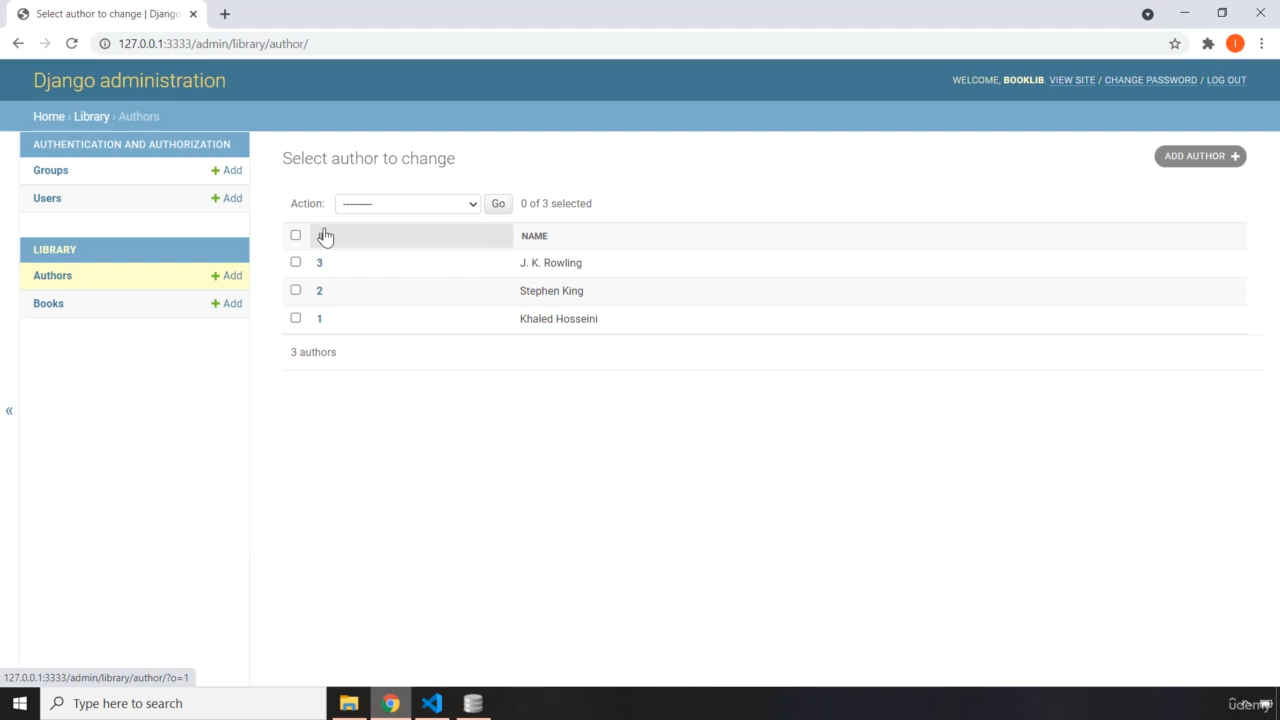 Select author to change | Django
127.0.0.1:3333/admin/library/author/
I
Django administration
WELCOME, BOOKLIB. VIEW SITE / CHANGE PASSWORD / LOG OUT
Home › Library › Authors
AUTHENTICATION AND AUTHORIZATION
Groups + Add
Users + Add
LIBRARY
Authors + Add
Books + Add
«
Select author to change
ADD AUTHOR +
Action: --------- Go 0 of 3 selected
NAME
3 J. K. Rowling
2 Stephen King
1 Khaled Hosseini
3 authors
127.0.0.1:3333/admin/library/author/?o=1
Type here to search
udemy